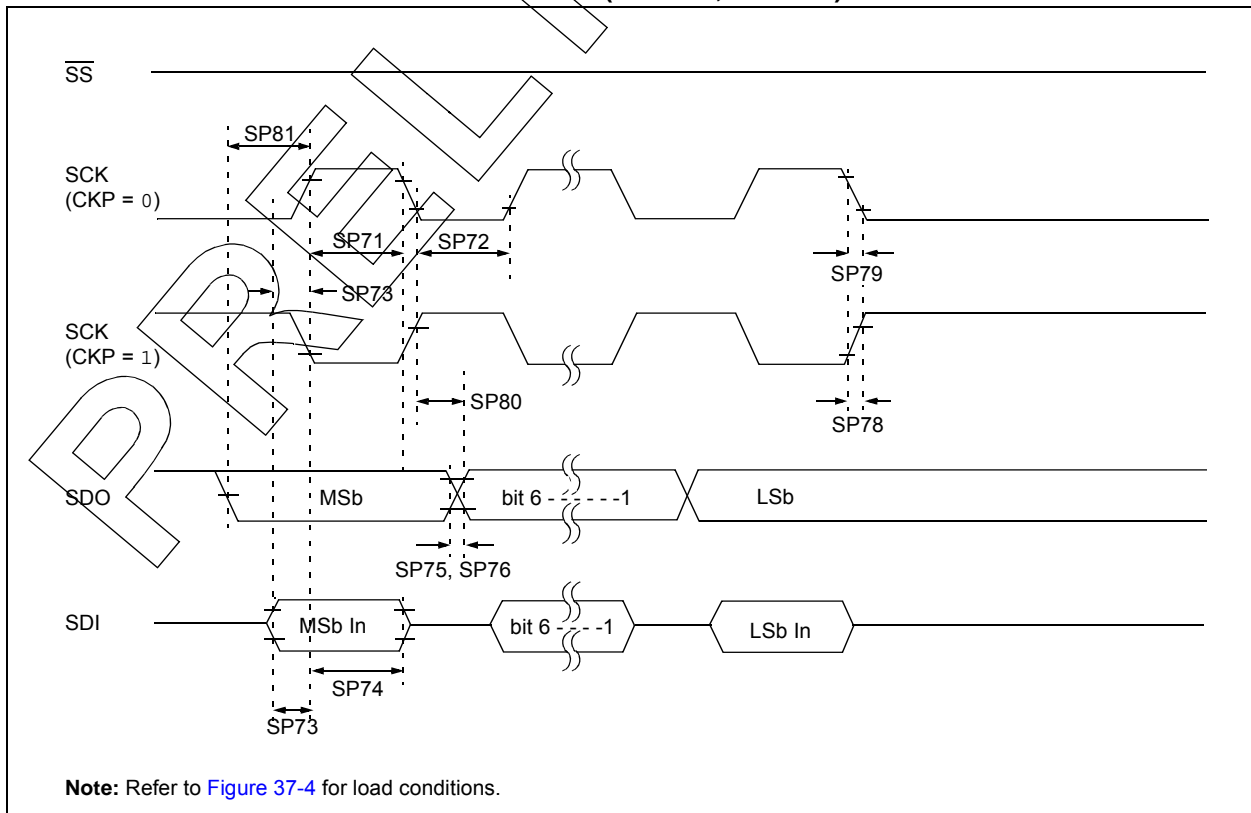 SS
SP81
SCK
(CKP = 0)
SP71
SP72
SP79
SP73
SCK
(CKP = 1)
SP80
SP78
SDO
MSb
bit 6 - - - - - - -1
LSb
SP75, SP76
SDI
MSb In
bit 6 - - - - -1
LSb In
SP74
SP73
Note: Refer to Figure 37-4 for load conditions.
PREL